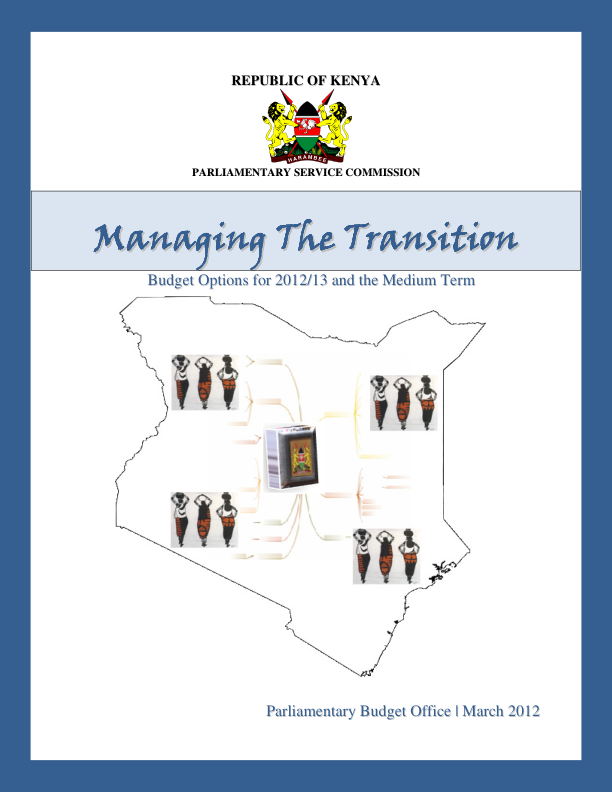 REPUBLIC OF KENYA
HARAMBEE
PARLIAMENTARY SERVICE COMMISSION
Managing The Transition
Budget Options for 2012/13 and the Medium Term
Parliamentary Budget Office | March 2012